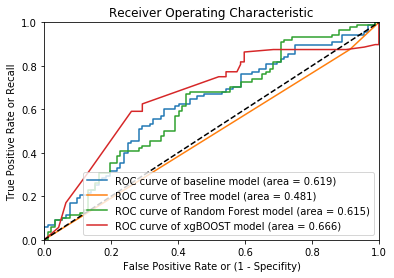 Receiver Operating Characteristic
True Positive Rate or Recall
1.0
0.8
0.6
0.4
0.2
0.0
ROC curve of baseline model (area = 0.619)
ROC curve of Tree model (area = 0.481)
ROC curve of Random Forest model (area = 0.615)
ROC curve of xgBOOST model (area = 0.666)
0.0 0.2 0.4 0.6 0.8 1.0
False Positive Rate or (1 - Specifity)